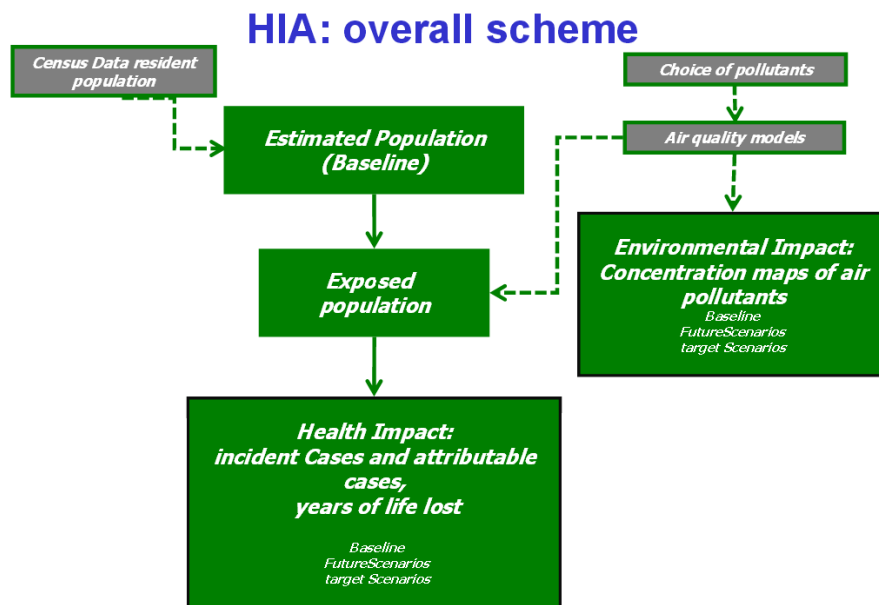 HIA: overall scheme
Census Data resident
population
Choice of pollutants
Air quality models
Estimated Population
(Baseline)
Environmental Impact:
Concentration maps of air
pollutants
Baseline
FutureScenarios
target Scenarios
Exposed
population
Health Impact:
incident Cases and attributable
cases,
years of life lost
Baseline
FutureScenarios
target Scenarios